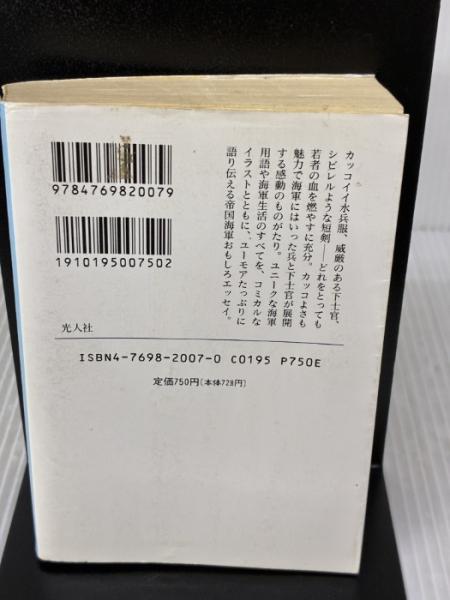 カッコイイ水兵服、威厳のある下士官、
シビレルような短剣――どれをとっても
若者の血を燃やすに充分。カッコよさも
魅力で海軍にはいった兵と下士官が展開
する感動のものがたり。ユニークな海軍
用語や海軍生活のすべてを、コミカルな
イラストとともに、ユーモアたっぷりに
語り伝える帝国海軍おもしろエッセイ。
9784769820079
1910195007502
光人社
ISBN4-7698-2007-0 C0195 P750E
定価750円〔本体728円〕